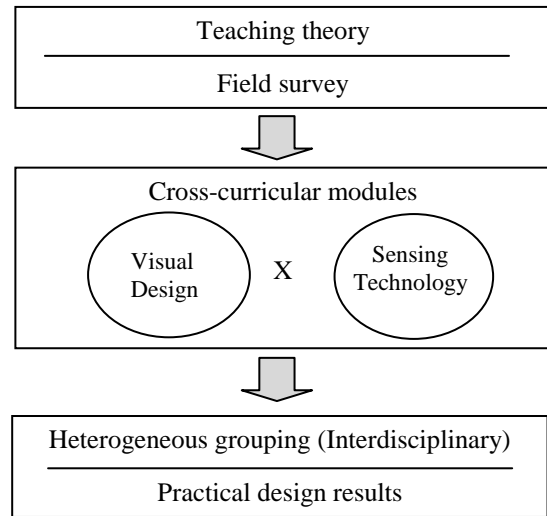 Teaching theory
Field survey
Cross-curricular modules
Visual
Design
X
Sensing
Technology
Heterogeneous grouping (Interdisciplinary)
Practical design results